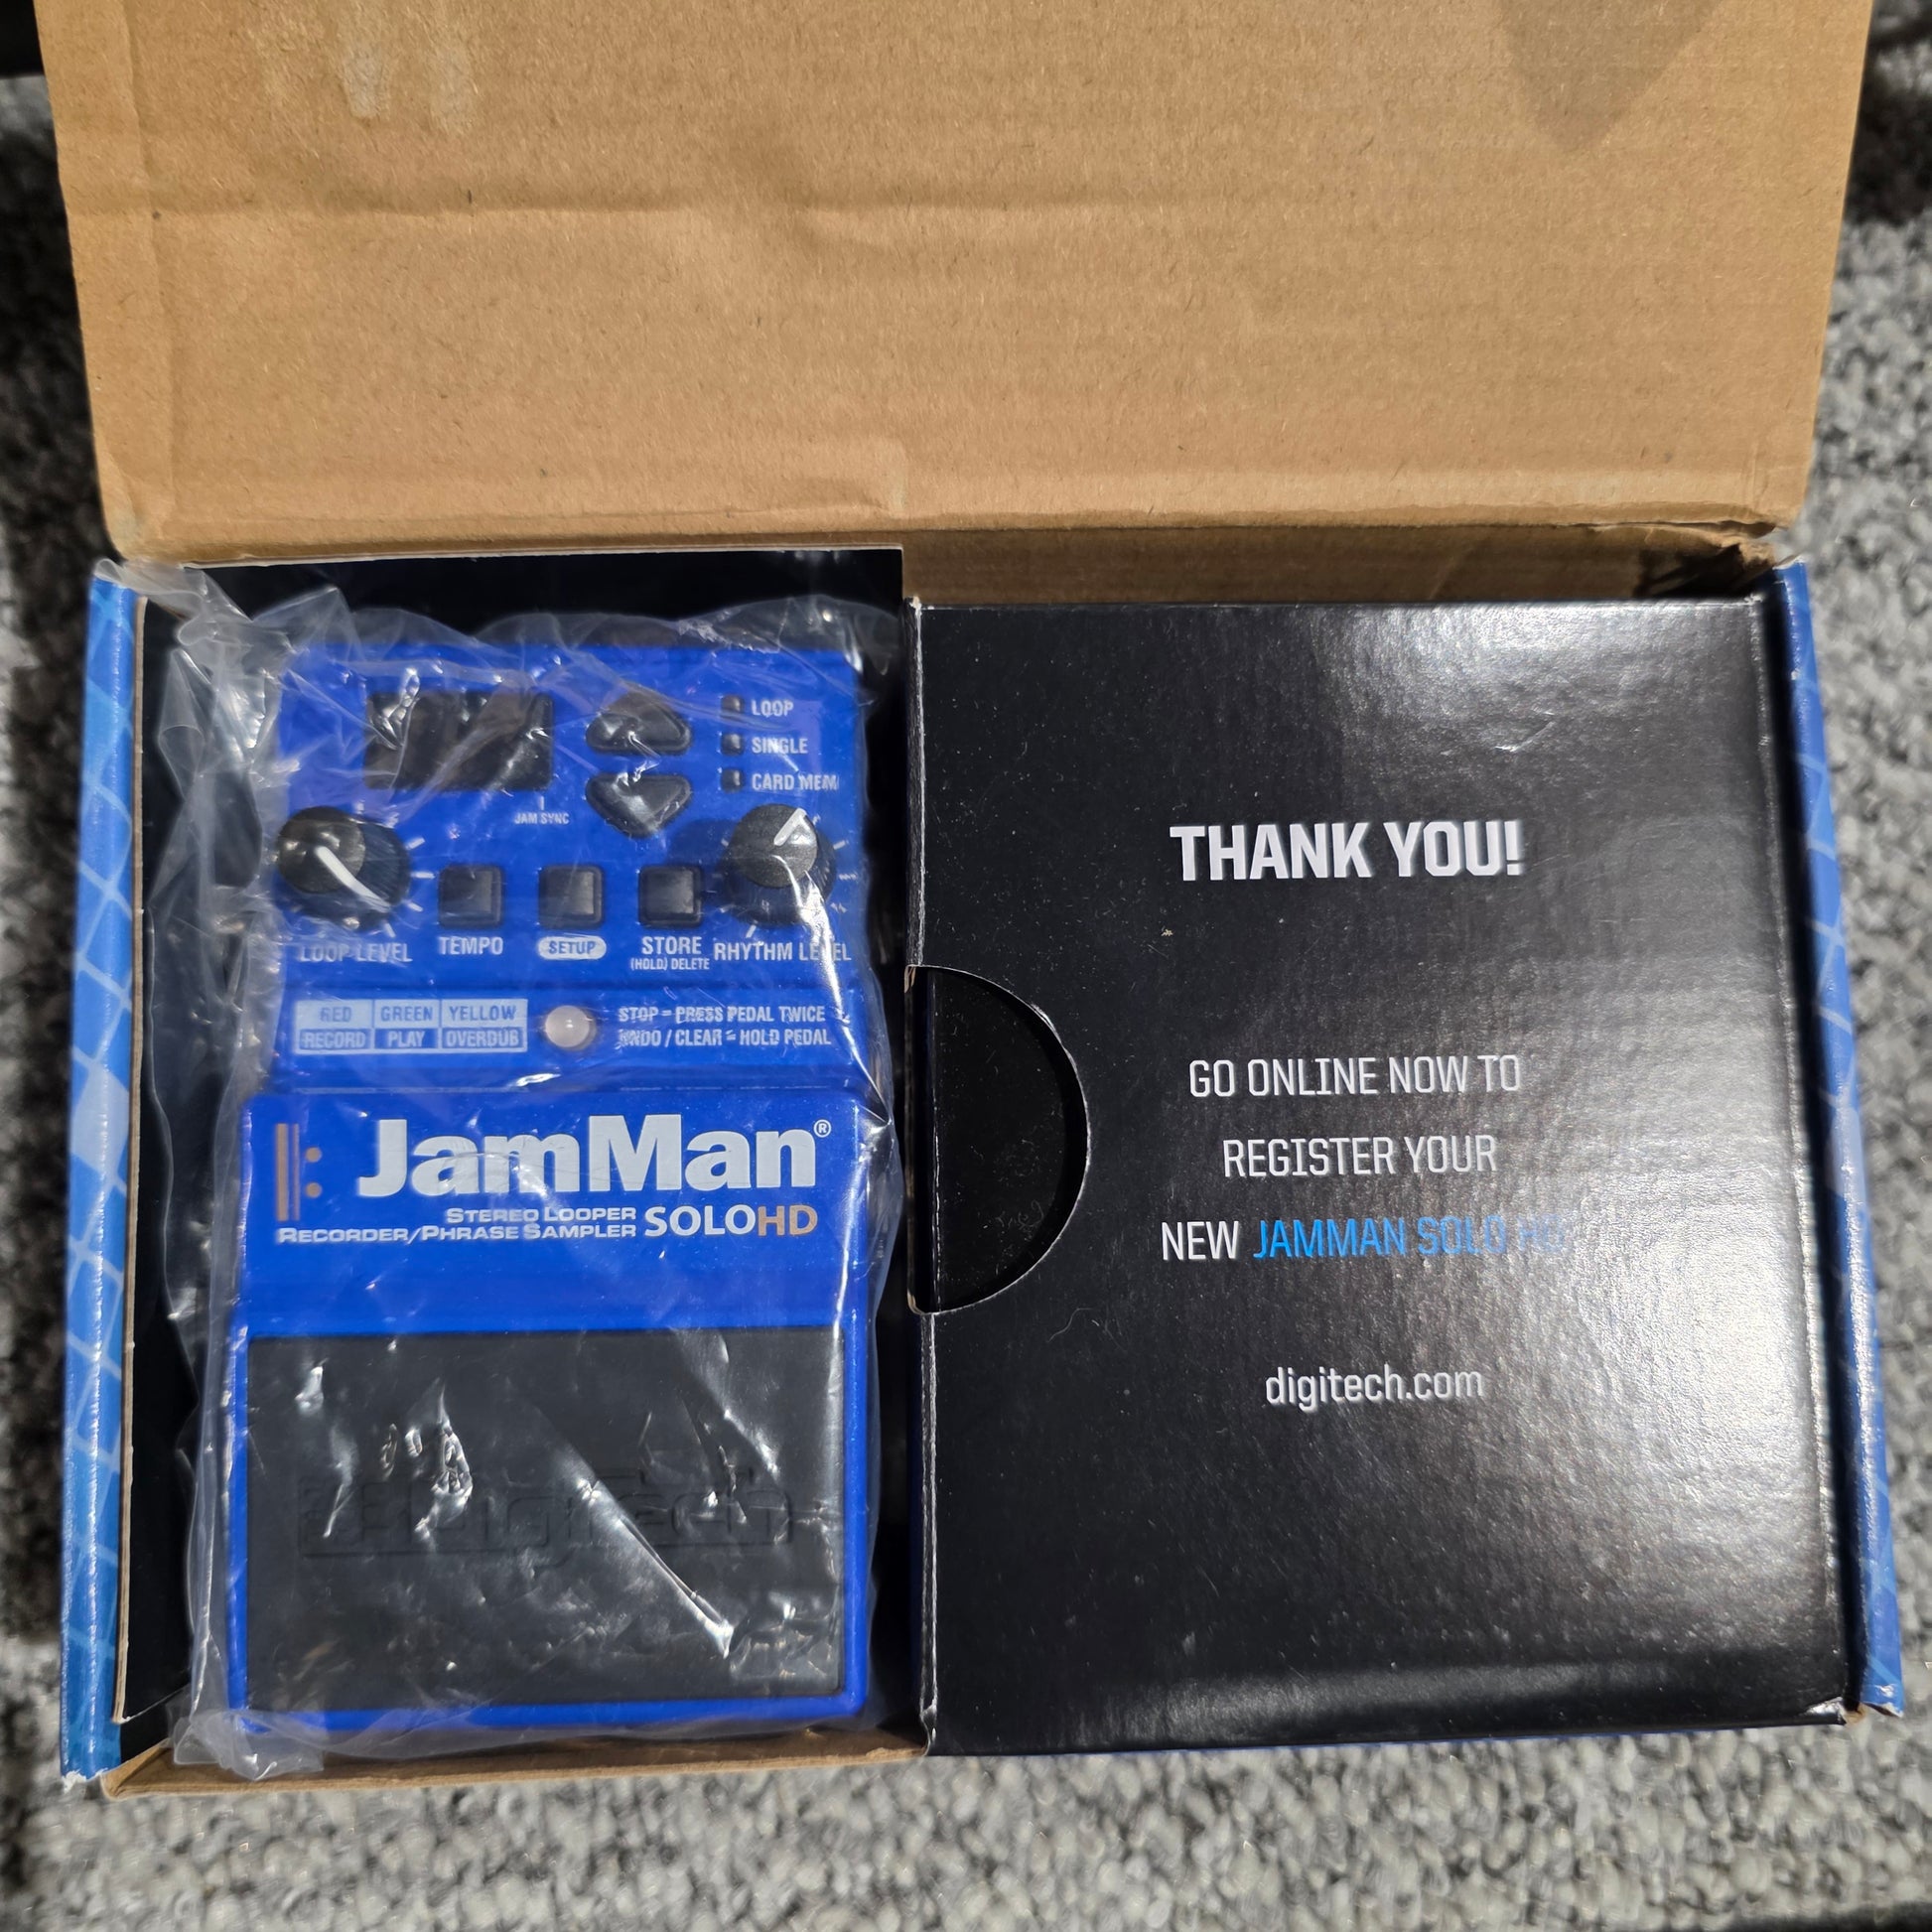 LOOP
SINGLE
CARD MEM
JAM SYNC
LOOP LEVEL
TEMPO
SETUP
STORE
(HOLD) DELETE
RHYTHM LEVEL
RED GREEN YELLOW
RECORD PLAY OVERDUB
STOP = PRESS PEDAL TWICE
UNDO / CLEAR = HOLD PEDAL
JamMan®
STEREO LOOPER
RECORDER/PHRASE SAMPLER SOLOHD
DigiTech
THANK YOU!
GO ONLINE NOW TO
REGISTER YOUR
NEW JAMMAN SOLO HD
digitech.com